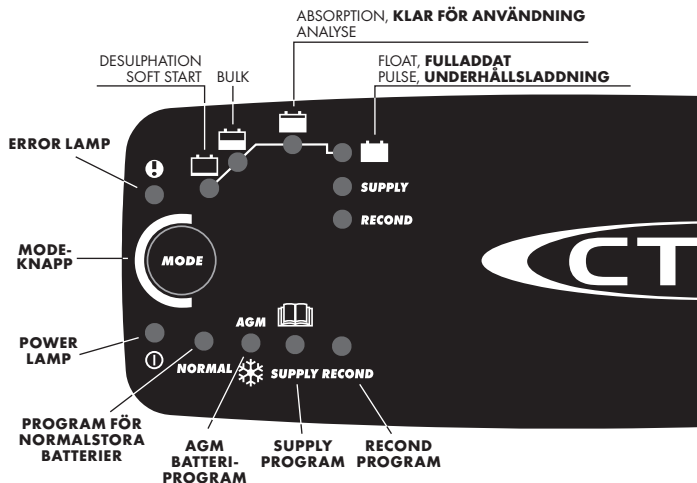 ABSORPTION, KLAR FÖR ANVÄNDNING
ANALYSE
DESULPHATION
SOFT START
BULK
FLOAT, FULLADDAT
PULSE, UNDERHÅLLSLADDNING
ERROR LAMP
SUPPLY
RECOND
MODE-
KNAPP
MODE
CT
AGM
POWER
LAMP
NORMAL
SUPPLY RECOND
PROGRAM FÖR
NORMALSTORA
BATTERIER
AGM
BATTERI-
PROGRAM
SUPPLY
PROGRAM
RECOND
PROGRAM